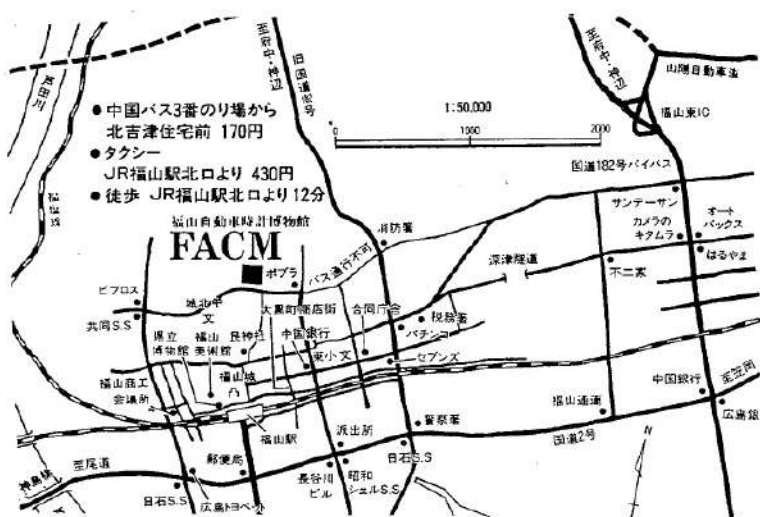 至府中・神辺
旧国道182号
至府中・神辺
山陽自動車道
福山東IC
芦田川
福塩線
● 中国バス3番のり場から
北吉津住宅前 170円
● タクシー
JR福山駅北口より 430円
● 徒歩 JR福山駅北口より12分
1:50,000
0
1000
2000
国道182号バイパス
福山自動車時計博物館
FACM
ポプラ
バス通行不可
消防署
深津隧道
サンテーサン
カメラの
キタムラ
オート
バックス
はるやま
不二家
ビブロス
共同S.S
城北中
文
大黒町商店街
合同庁舎
税務署
パチンコ
県立
博物館
福山
美術館
艮神社
中国銀行
東小文
セブンズ
福山城
凸
福山商工
会議所
福山駅
福山通運
中国銀行
至笠岡
広島銀
国道2号
警察署
派出所
日石S.S
郵便局
至尾道
神島線
日石S.S
広島トヨペット
長谷川
ビル
昭和
シェルS.S
N